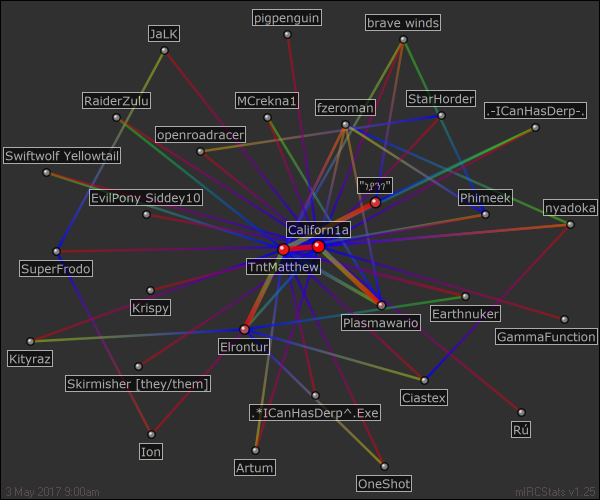 pigpenguin
brave winds
JaLK
RaiderZulu
MCrekna1
fzeroman
StarHorder
.-ICanHasDerp-.
openroadracer
Swiftwolf Yellowtail
EvilPony Siddey10
Phimeek
nyadoka
Californ1a
SuperFrodo
TntMatthew
Krispy
Plasmawario
Earthnuker
GammaFunction
Kityraz
Elrontur
Skirmisher [they/them]
Ciastex
.*ICanHasDerp^.Exe
Rú
Ion
Artum
OneShot
3 May 2017 9:00am
mIRCStats v1.25